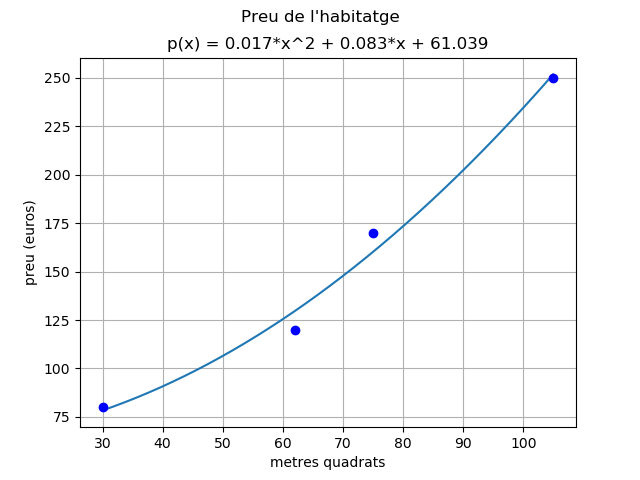 Preu de l'habitatge
p(x) = 0.017*x^2 + 0.083*x + 61.039
250
225
200
175
150
125
100
75
preu (euros)
30 40 50 60 70 80 90 100
metres quadrats